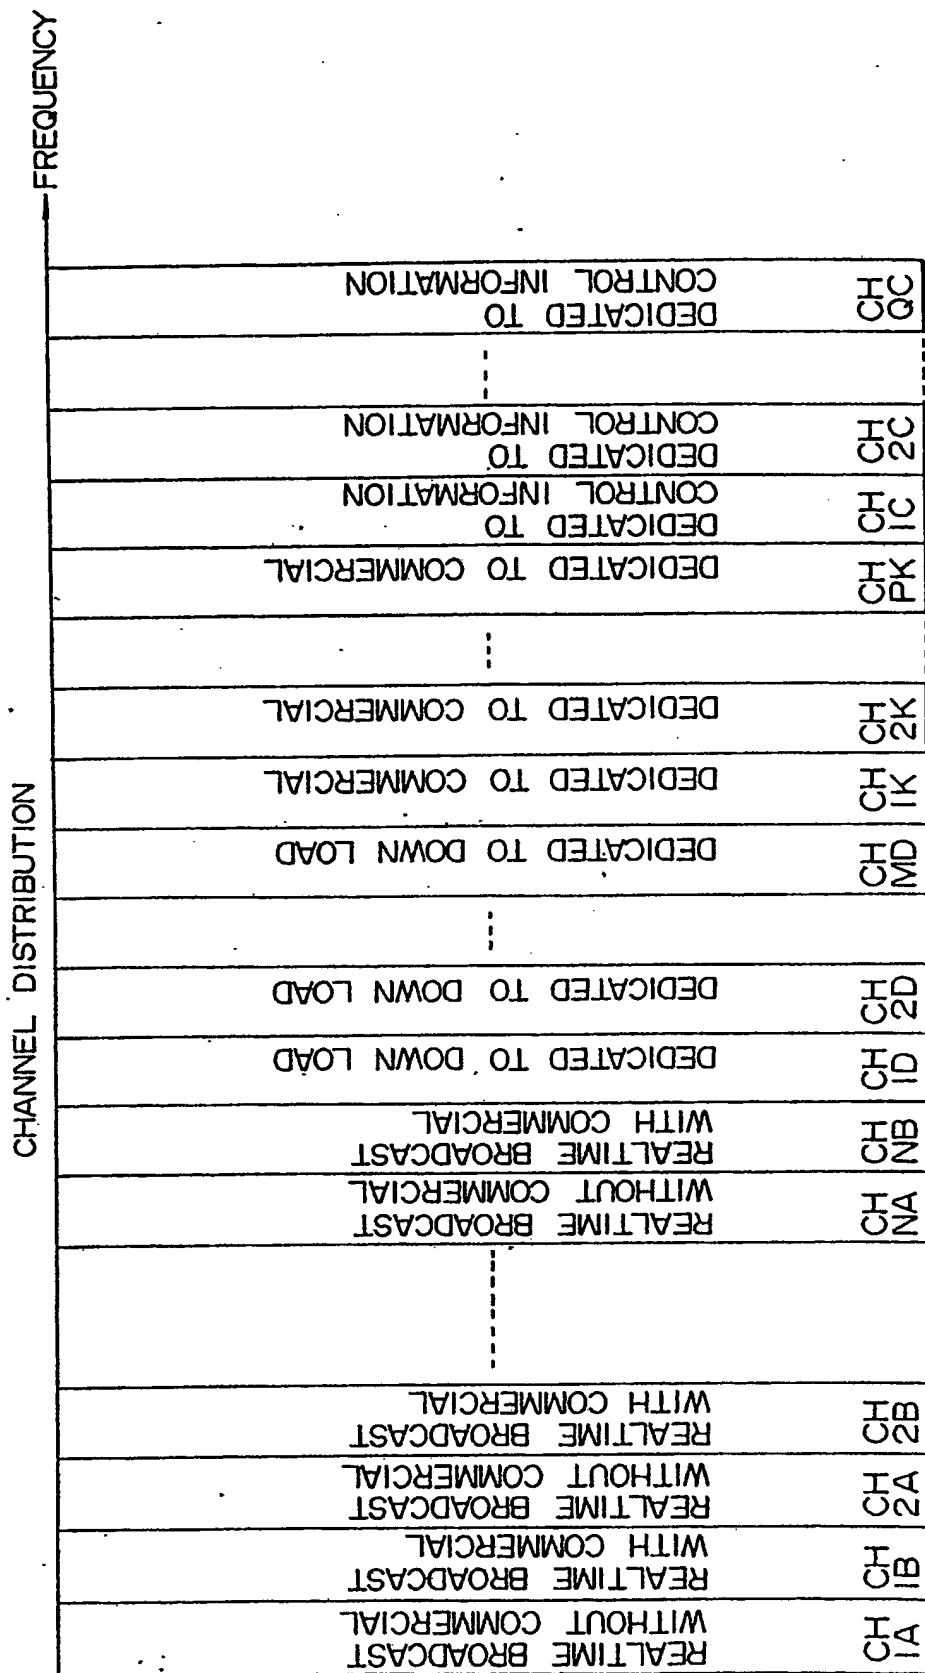 CHANNEL DISTRIBUTION
FREQUENCY
CH
1A
REALTIME BROADCAST
WITHOUT COMMERCIAL
CH
1B
REALTIME BROADCAST
WITH COMMERCIAL
CH
2A
REALTIME BROADCAST
WITHOUT COMMERCIAL
CH
2B
REALTIME BROADCAST
WITH COMMERCIAL
CH
NA
REALTIME BROADCAST
WITHOUT COMMERCIAL
CH
NB
REALTIME BROADCAST
WITH COMMERCIAL
CH
1D
DEDICATED TO DOWN LOAD
CH
2D
DEDICATED TO DOWN LOAD
CH
MD
DEDICATED TO DOWN LOAD
CH
1K
DEDICATED TO COMMERCIAL
CH
2K
DEDICATED TO COMMERCIAL
CH
PK
DEDICATED TO COMMERCIAL
CH
1C
DEDICATED TO
CONTROL INFORMATION
CH
2C
DEDICATED TO
CONTROL INFORMATION
CH
QC
DEDICATED TO
CONTROL INFORMATION